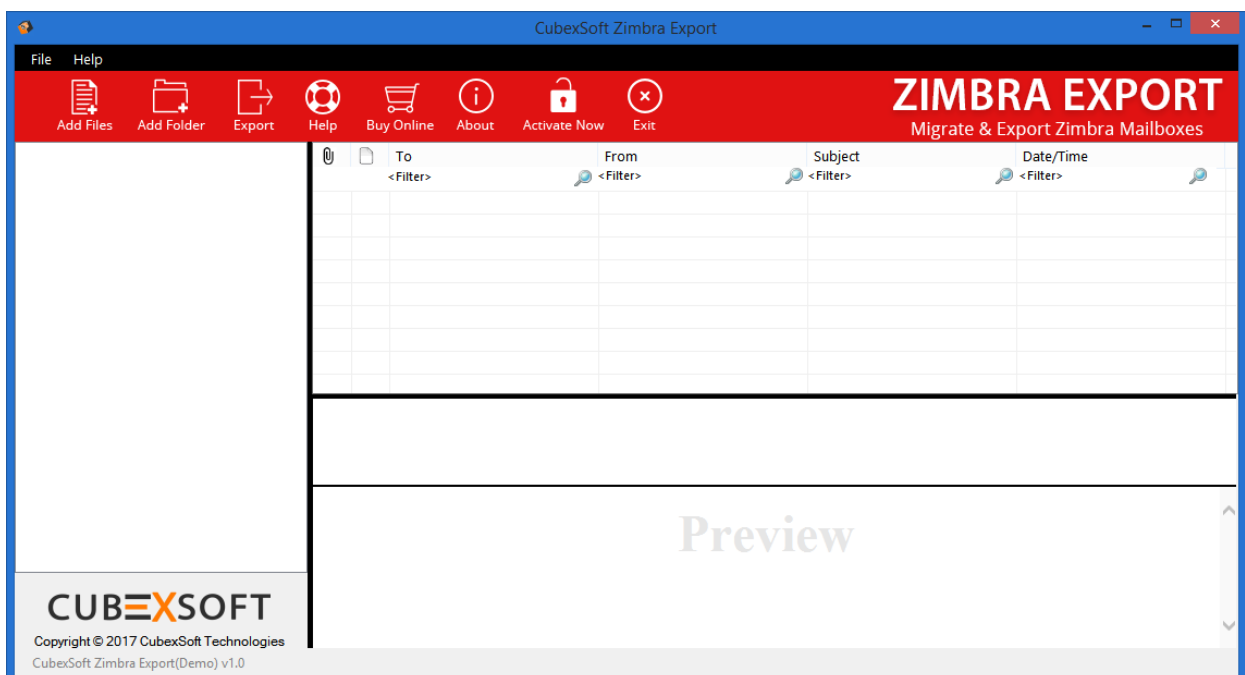 CubexSoft Zimbra Export
File Help
Add Files Add Folder Export Help Buy Online About Activate Now Exit
ZIMBRA EXPORT
Migrate & Export Zimbra Mailboxes
To From Subject Date/Time
<Filter> <Filter> <Filter> <Filter>
Preview
CUBEXSOFT
Copyright © 2017 CubexSoft Technologies
CubexSoft Zimbra Export(Demo) v1.0